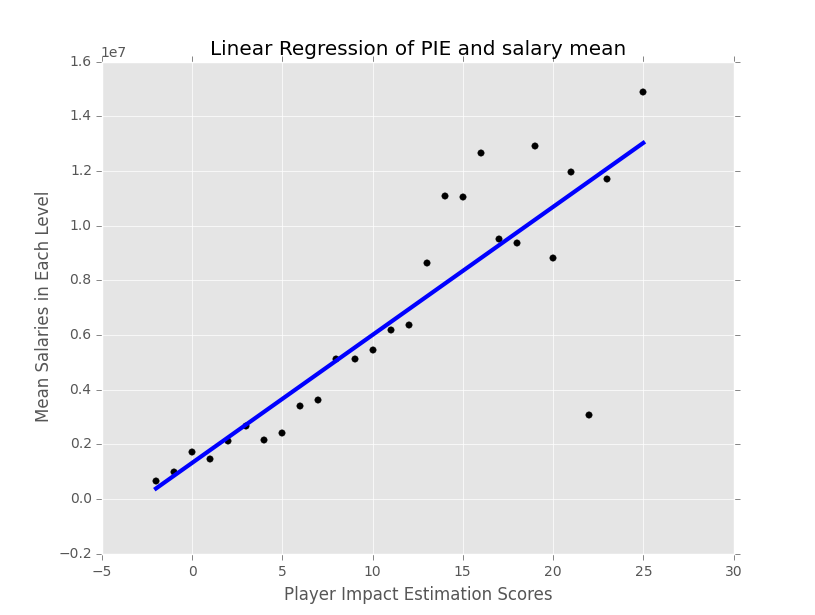 Linear Regression of PIE and salary mean
1e7
1.6
1.4
1.2
1.0
0.8
0.6
0.4
0.2
0.0
−0.2
−5 0 5 10 15 20 25 30
Mean Salaries in Each Level
Player Impact Estimation Scores